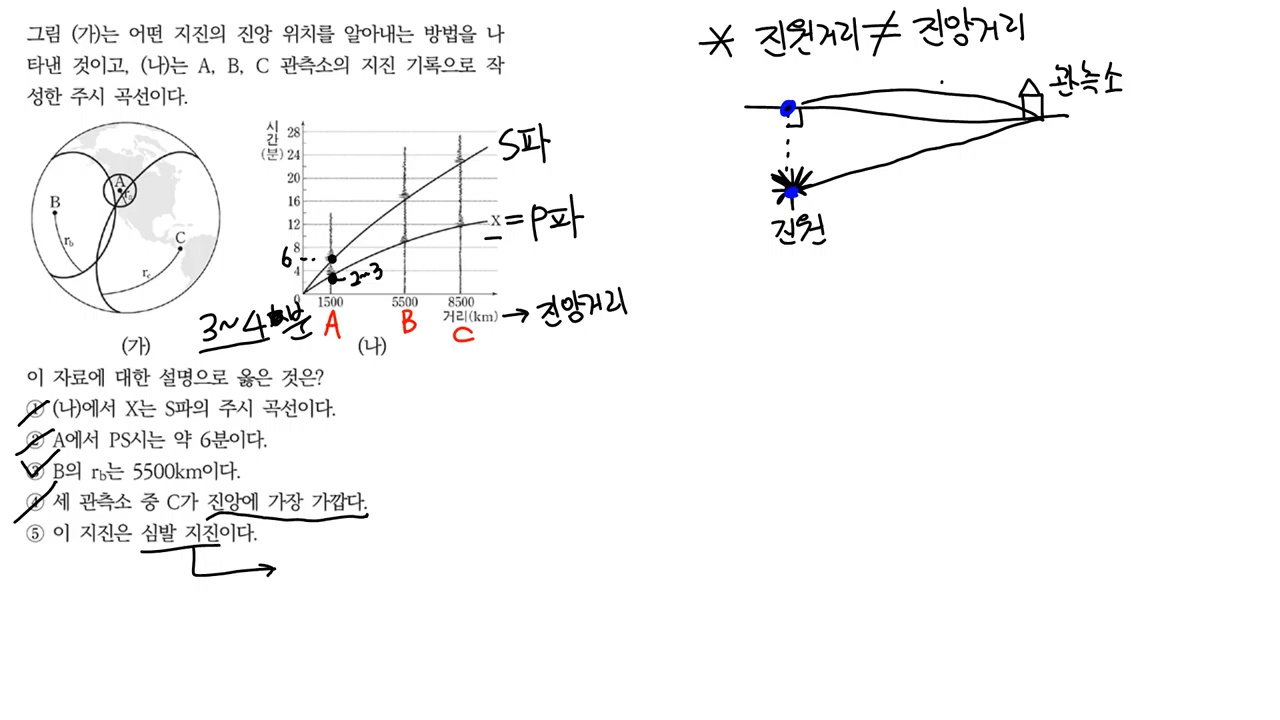 그림 (가)는 어떤 지진의 진앙 위치를 알아내는 방법을 나
타낸 것이고, (나)는 A, B, C 관측소의 지진 기록으로 작
성한 주시 곡선이다.
A
B
C
r_b
r_c
(가)
시간(분)
28
24
20
16
12
8
4
0
1500
5500
8500
거리(km)
X
= P파
S파
6
2~3
3~4분
A
B
C
→ 진앙거리
(나)
이 자료에 대한 설명으로 옳은 것은?
① (나)에서 X는 S파의 주시 곡선이다.
② A에서 PS시는 약 6분이다.
③ B의 r_b는 5500km이다.
④ 세 관측소 중 C가 진앙에 가장 가깝다.
⑤ 이 지진은 심발 지진이다.
* 진원거리 ≠ 진앙거리
관측소
진원